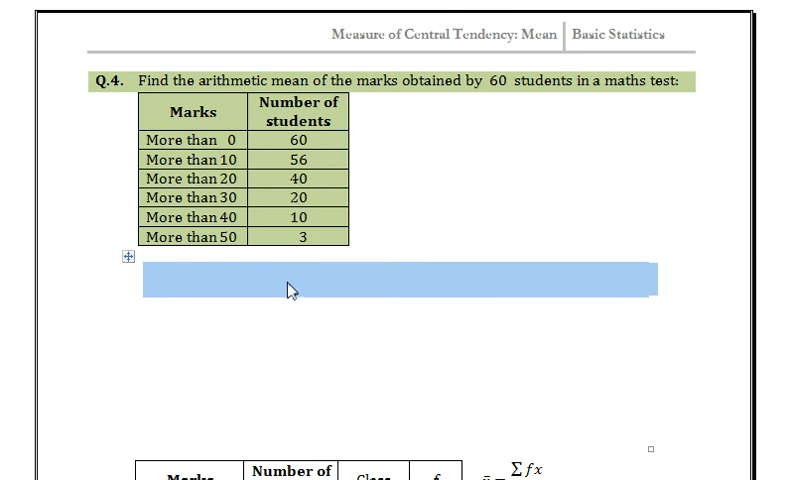 Measure of Central Tendency: Mean Basic Statistics
Q.4. Find the arithmetic mean of the marks obtained by 60 students in a maths test:
Marks Number of students
More than 0 60
More than 10 56
More than 20 40
More than 30 20
More than 40 10
More than 50 3
Marks Number of Class f
∑ fx